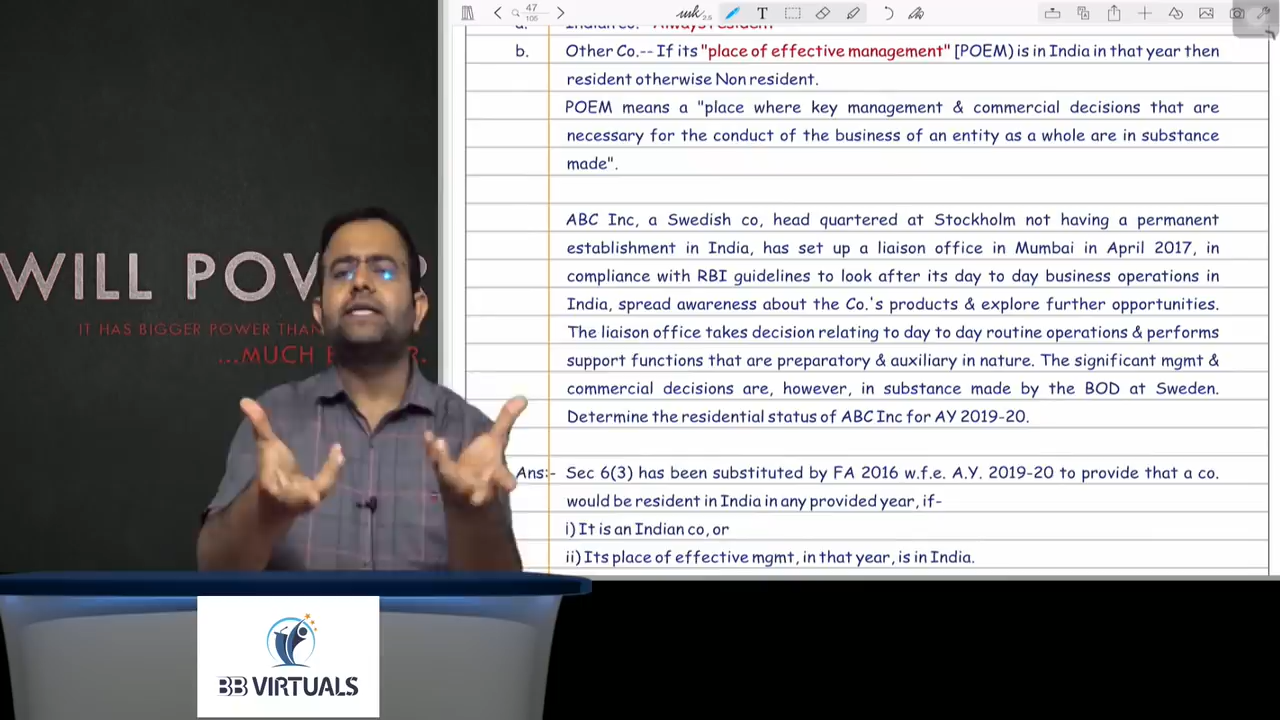 47
105
2.5
T
a. Indian co. "Always resident"
b. Other Co.-- If its "place of effective management" [POEM) is in India in that year then
resident otherwise Non resident.
POEM means a "place where key management & commercial decisions that are
necessary for the conduct of the business of an entity as a whole are in substance
made".
ABC Inc, a Swedish co, head quartered at Stockholm not having a permanent
establishment in India, has set up a liaison office in Mumbai in April 2017, in
compliance with RBI guidelines to look after its day to day business operations in
India, spread awareness about the Co.'s products & explore further opportunities.
The liaison office takes decision relating to day to day routine operations & performs
support functions that are preparatory & auxiliary in nature. The significant mgmt &
commercial decisions are, however, in substance made by the BOD at Sweden.
Determine the residential status of ABC Inc for AY 2019-20.
Ans:- Sec 6(3) has been substituted by FA 2016 w.f.e. A.Y. 2019-20 to provide that a co.
would be resident in India in any provided year, if-
i) It is an Indian co, or
ii) Its place of effective mgmt, in that year, is in India.
WILL POW
IT HAS BIGGER POWER THAN
...MUCH
BB VIRTUALS